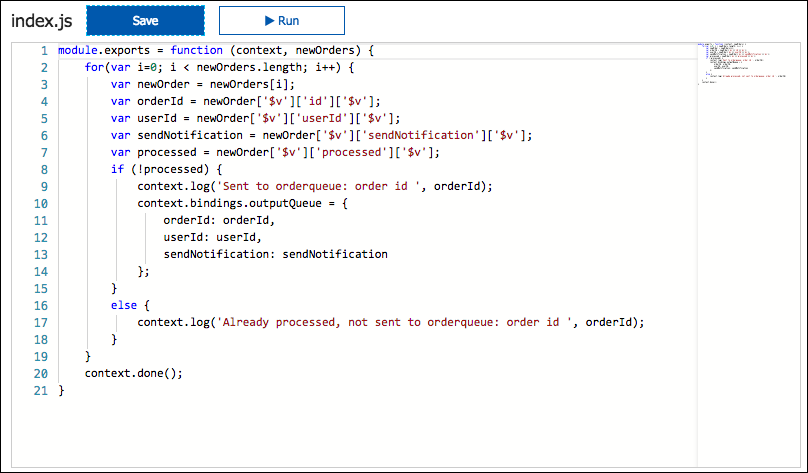 index.js Save Run
1 module.exports = function (context, newOrders) {
2 for(var i=0; i < newOrders.length; i++) {
3 var newOrder = newOrders[i];
4 var orderId = newOrder['$v']['id']['$v'];
5 var userId = newOrder['$v']['userId']['$v'];
6 var sendNotification = newOrder['$v']['sendNotification']['$v'];
7 var processed = newOrder['$v']['processed']['$v'];
8 if (!processed) {
9 context.log('Sent to orderqueue: order id ', orderId);
10 context.bindings.outputQueue = {
11 orderId: orderId,
12 userId: userId,
13 sendNotification: sendNotification
14 };
15 }
16 else {
17 context.log('Already processed, not sent to orderqueue: order id ', orderId);
18 }
19 }
20 context.done();
21 }